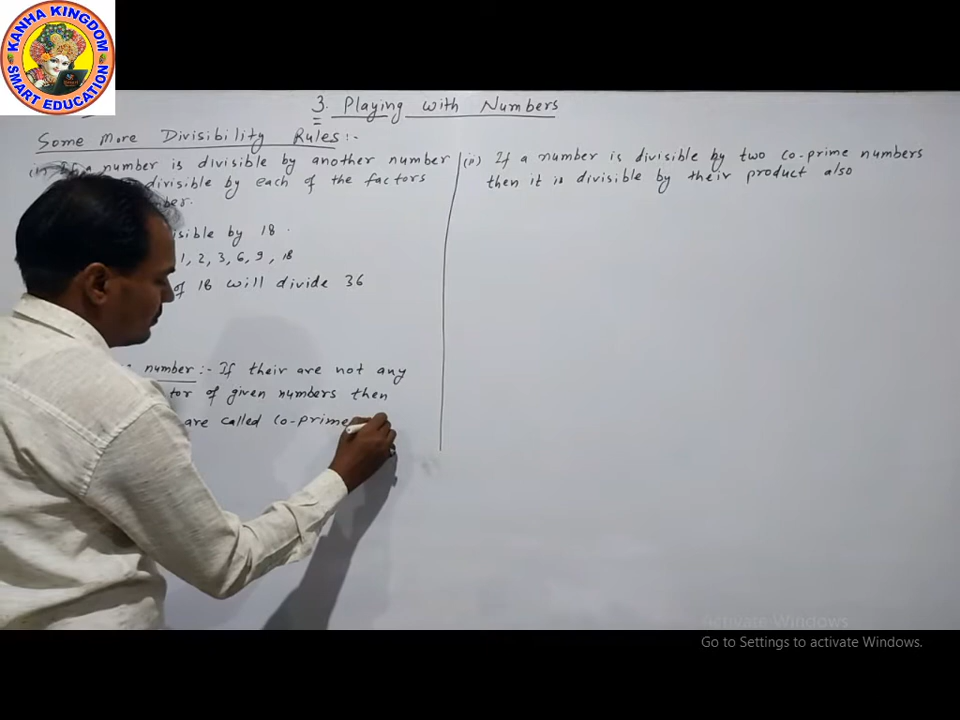 KANHA KINGDOM
SMART EDUCATION
3. Playing with Numbers
Some More Divisibility Rules:-
a number is divisible by another number
divisible by each of the factors
ber.
isible by 18.
1, 2, 3, 6, 9, 18
of 18 will divide 36
number:- If their are not any
tor of given numbers then
are called co-prime
(ii) If a number is divisible by two co-prime numbers
then it is divisible by their product also
Activate Windows
Go to Settings to activate Windows.